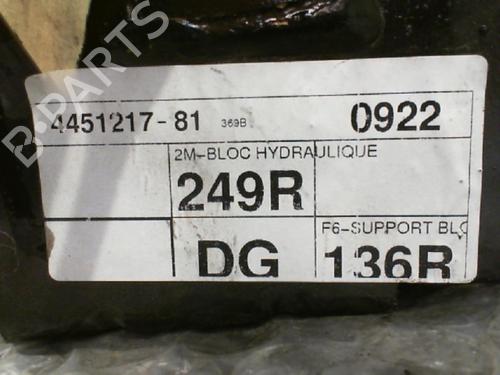 B-PARTS
4451217-81 369B 0922
2M-BLOC HYDRAULIQUE
249R
F6-SUPPORT BLC
DG 136R